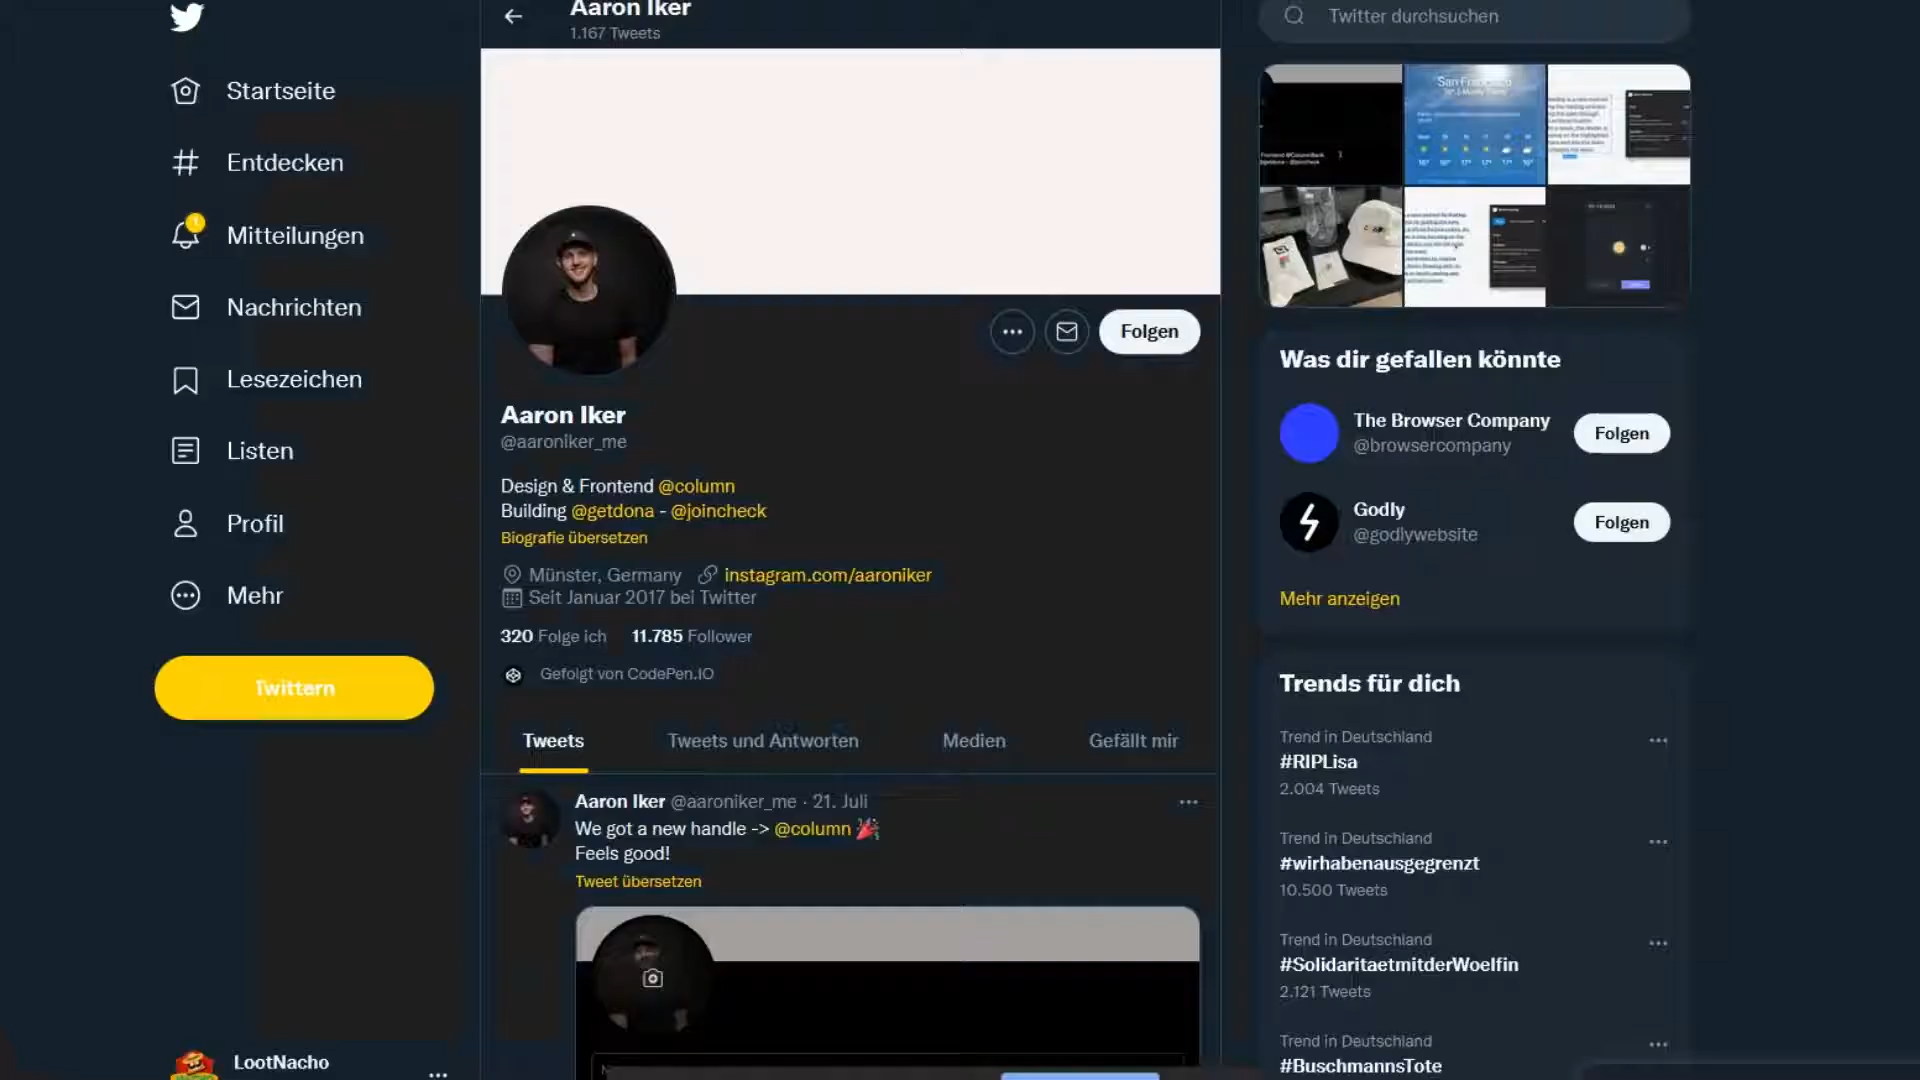 Startseite
Entdecken
Mitteilungen
Nachrichten
Lesezeichen
Listen
Profil
Mehr
Twittern
LootNacho
Aaron Iker
1.167 Tweets
Folgen
Aaron Iker
@aaroniker_me
Design & Frontend @column
Building @getdona - @joincheck
Biografie übersetzen
Münster, Germany instagram.com/aaroniker
Seit Januar 2017 bei Twitter
320 Folge ich 11.785 Follower
Gefolgt von CodePen.IO
Tweets Tweets und Antworten Medien Gefällt mir
Aaron Iker @aaroniker_me · 21. Juli
We got a new handle -> @column 🎉
Feels good!
Tweet übersetzen
Twitter durchsuchen
San Francisco
Was dir gefallen könnte
The Browser Company
@browsercompany
Folgen
Godly
@godlywebsite
Folgen
Mehr anzeigen
Trends für dich
Trend in Deutschland
#RIPLisa
2.004 Tweets
Trend in Deutschland
#wirhabenausgegrenzt
10.500 Tweets
Trend in Deutschland
#SolidaritaetmitderWoelfin
2.121 Tweets
Trend in Deutschland
#BuschmannsTote